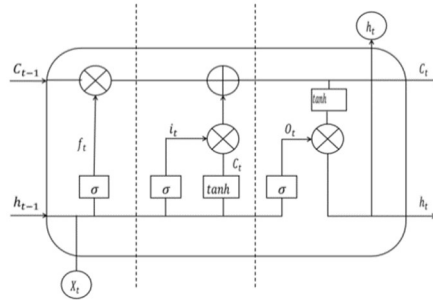 h_t
C_{t-1}
C_t
tanh
i_t
O_t
f_t
C_t
σ
σ
tanh
σ
h_{t-1}
h_t
X_t